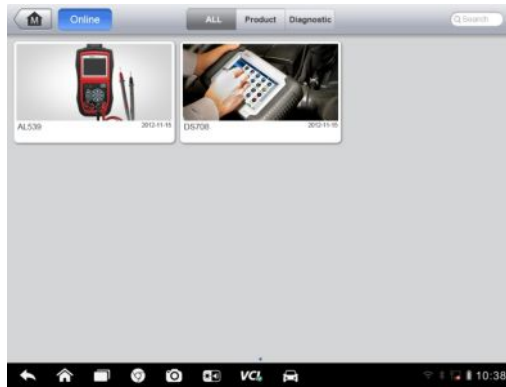 M
Online
ALL
Product
Diagnostic
Search
AL539
2012-11-15
DS708
2012-11-15
VCI
10:38